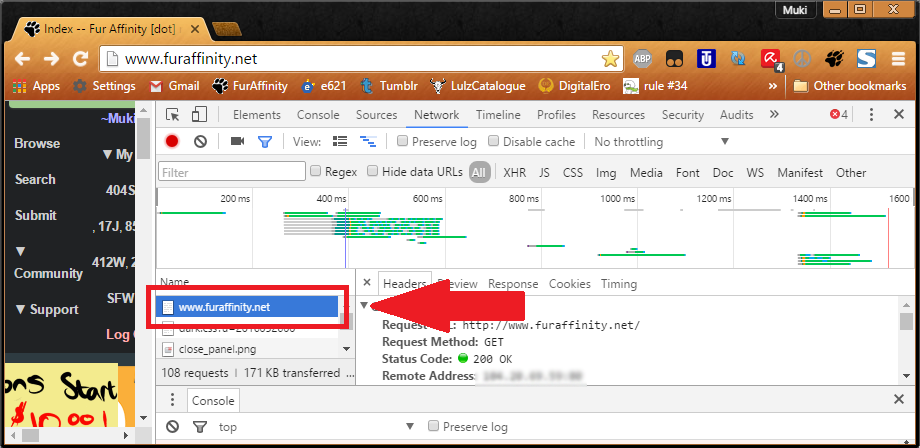 Muki
Index -- Fur Affinity [dot]
www.furaffinity.net
ABP
4
Apps Settings Gmail FurAffinity e621 Tumblr LulzCatalogue DigitalEro rule #34 » Other bookmarks
~Muki
Browse
▼ My
Search
404S
Submit
, 17J, 85
▼
412W, 2
Community
SFW
▼ Support
Log O
ons Start
$10.00!
Elements Console Sources Network Timeline Profiles Resources Security Audits » 4
View: Preserve log Disable cache No throttling
Filter Regex Hide data URLs All XHR JS CSS Img Media Font Doc WS Manifest Other
200 ms 400 ms 600 ms 800 ms 1000 ms 1200 ms 1400 ms 1600
Name
Headers Preview Response Cookies Timing
www.furaffinity.net
close_panel.png
108 requests | 171 KB transferred ...
Request URL: http://www.furaffinity.net/
Request Method: GET
Status Code: 200 OK
Remote Address:
Console
top Preserve log